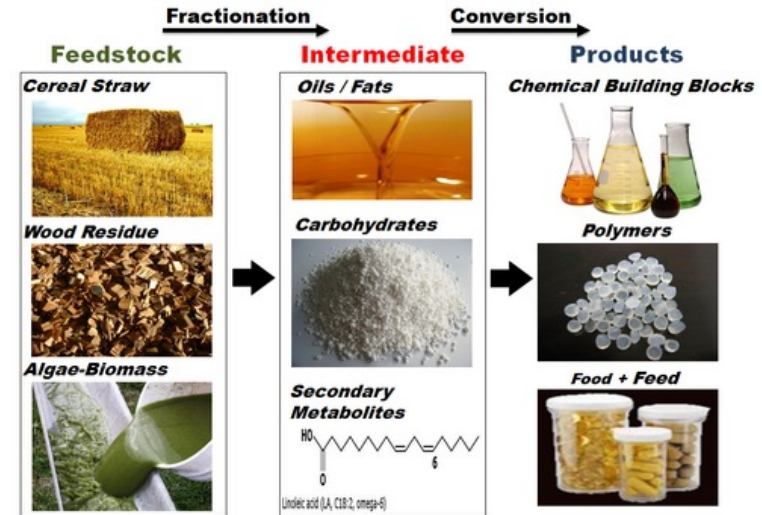 Fractionation
Conversion
Feedstock
Intermediate
Products
Cereal Straw
Wood Residue
Algae-Biomass
Oils / Fats
Carbohydrates
Secondary
Metabolites
HO
O
6
Linoleic acid (LA, C18:2, omega-6)
Chemical Building Blocks
Polymers
Food + Feed